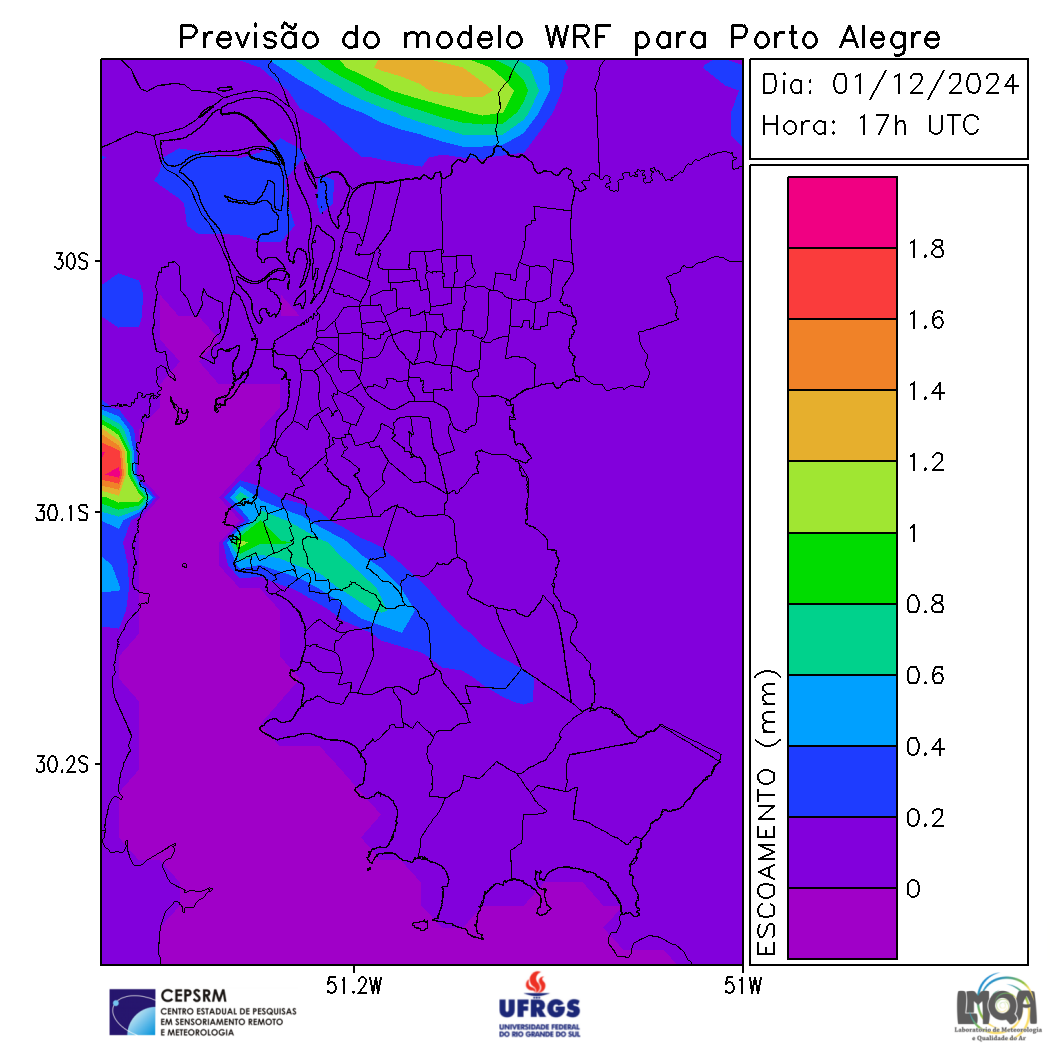 Previsão do modelo WRF para Porto Alegre
Dia: 01/12/2024
Hora: 17h UTC
30S
30.1S
30.2S
51.2W
51W
ESCOAMENTO (mm)
1.8
1.6
1.4
1.2
1
0.8
0.6
0.4
0.2
0
CEPSRM
CENTRO ESTADUAL DE PESQUISAS
EM SENSORIAMENTO REMOTO
E METEOROLOGIA
UFRGS
UNIVERSIDADE FEDERAL
DO RIO GRANDE DO SUL
LMQA
Laboratório de Meteorologia
e Qualidade do Ar